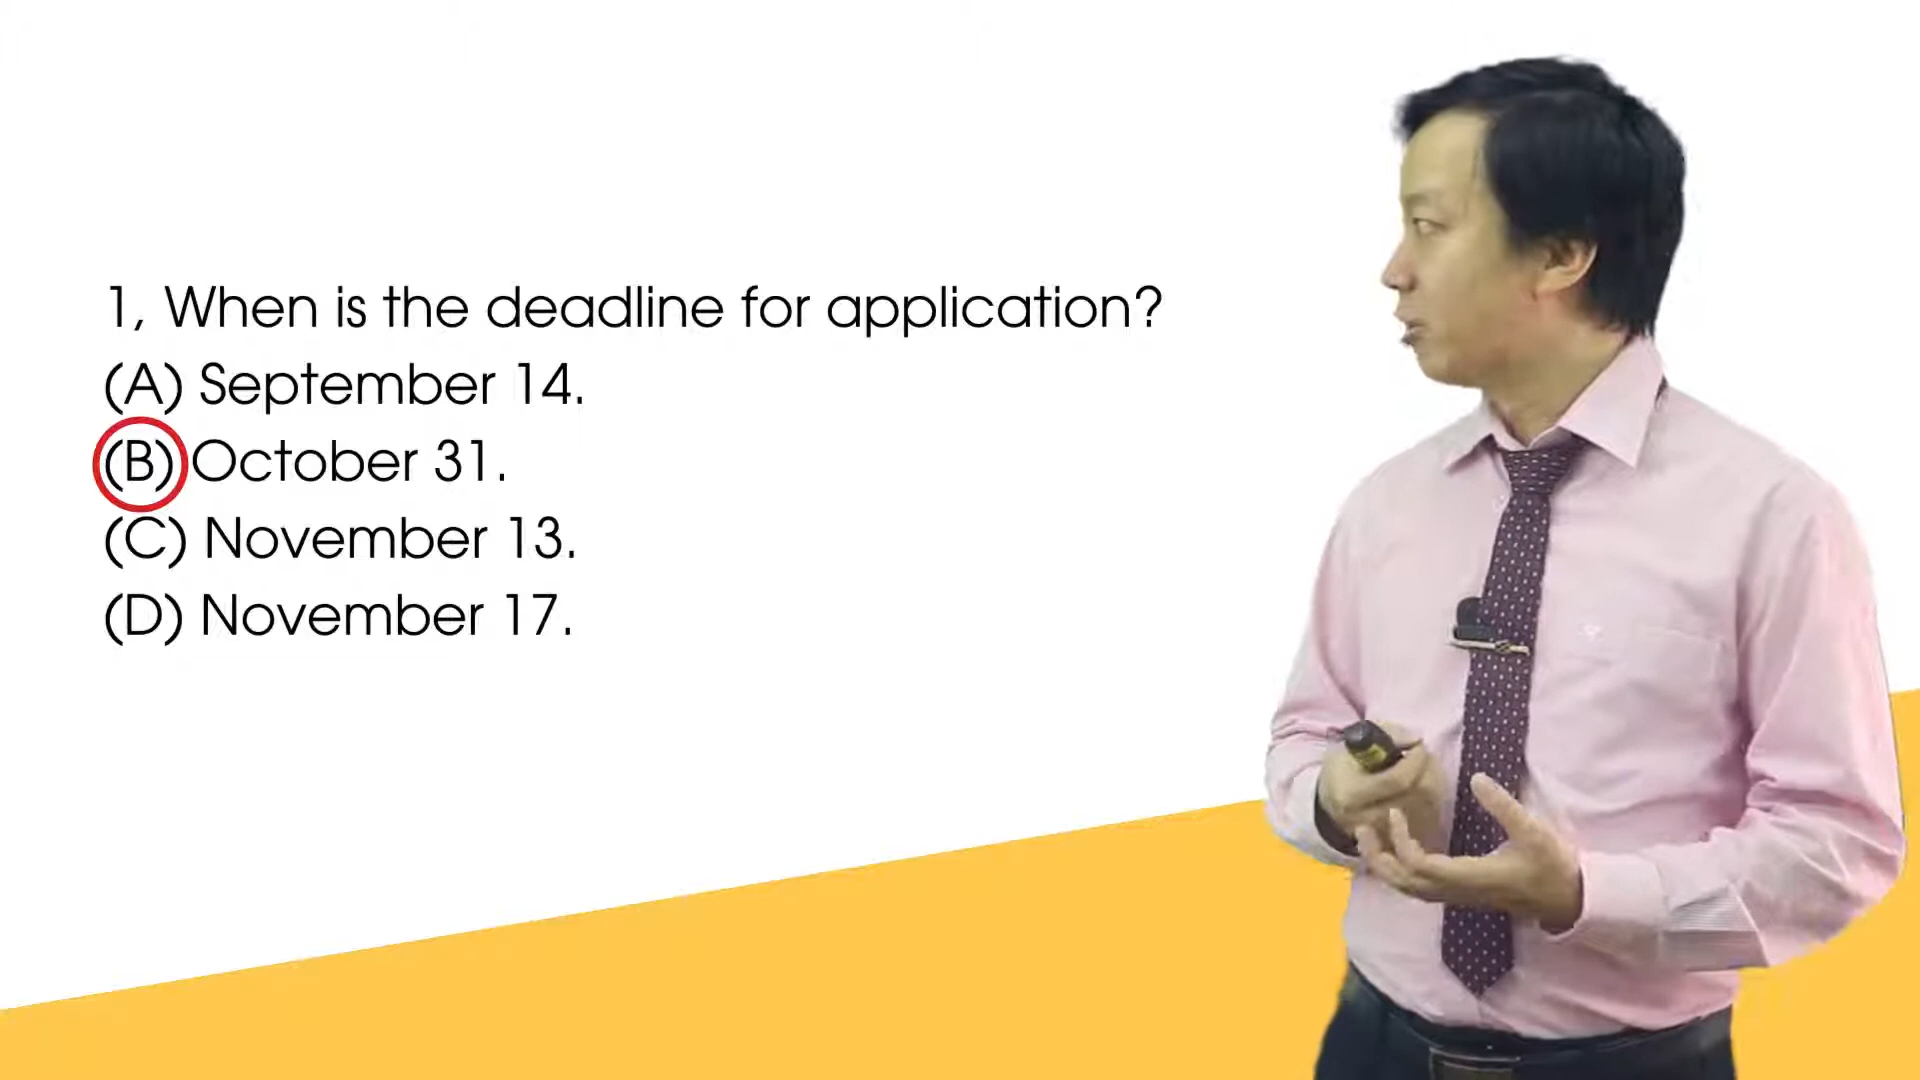 1, When is the deadline for application?
(A) September 14.
(B) October 31.
(C) November 13.
(D) November 17.